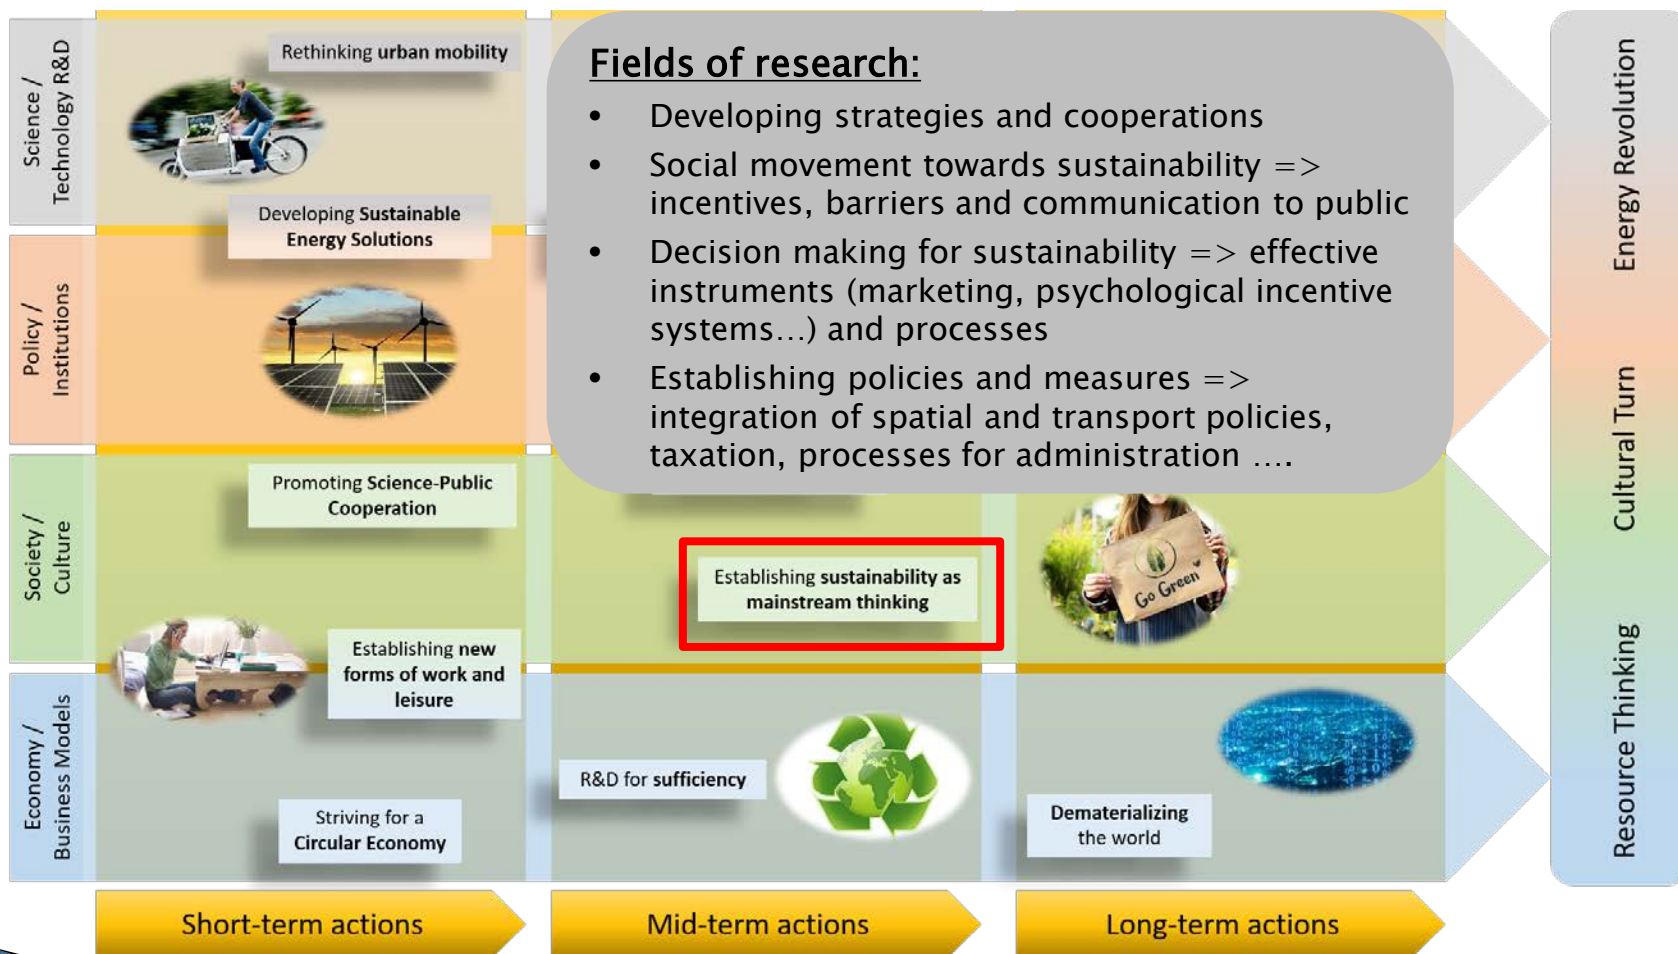 Science /
Technology R&D
Rethinking urban mobility
Developing Sustainable
Energy Solutions
Fields of research:
• Developing strategies and cooperations
• Social movement towards sustainability =>
incentives, barriers and communication to public
• Decision making for sustainability => effective
instruments (marketing, psychological incentive
systems...) and processes
• Establishing policies and measures =>
integration of spatial and transport policies,
taxation, processes for administration ....
Policy /
Institutions
Society /
Culture
Promoting Science-Public
Cooperation
Establishing sustainability as
mainstream thinking
Go Green
Establishing new
forms of work and
leisure
Economy /
Business Models
Striving for a
Circular Economy
R&D for sufficiency
Dematerializing
the world
Short-term actions
Mid-term actions
Long-term actions
Energy Revolution
Cultural Turn
Resource Thinking